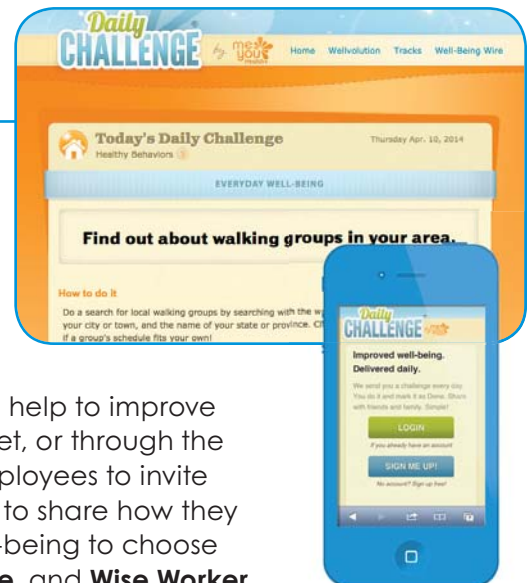 Daily
CHALLENGE by me you health
Home Wellvolution Tracks Well-Being Wire
Today's Daily Challenge
Thursday Apr. 10, 2014
Healthy Behaviors
EVERYDAY WELL-BEING
Find out about walking groups in your area.
How to do it
Do a search for local walking groups by searching with the w
your city or town, and the name of your state or province. C
if a group's schedule fits your own!
Daily
CHALLENGE
Improved well-being.
Delivered daily.
We send you a challenge every day
You do it and mark it as Done. Share
with friends and family. Simple!
LOGIN
If you already have an account
SIGN ME UP!
No account? Sign up free!
help to improve
et, or through the
ployees to invite
to share how they
-being to choose
e, and Wise Worker